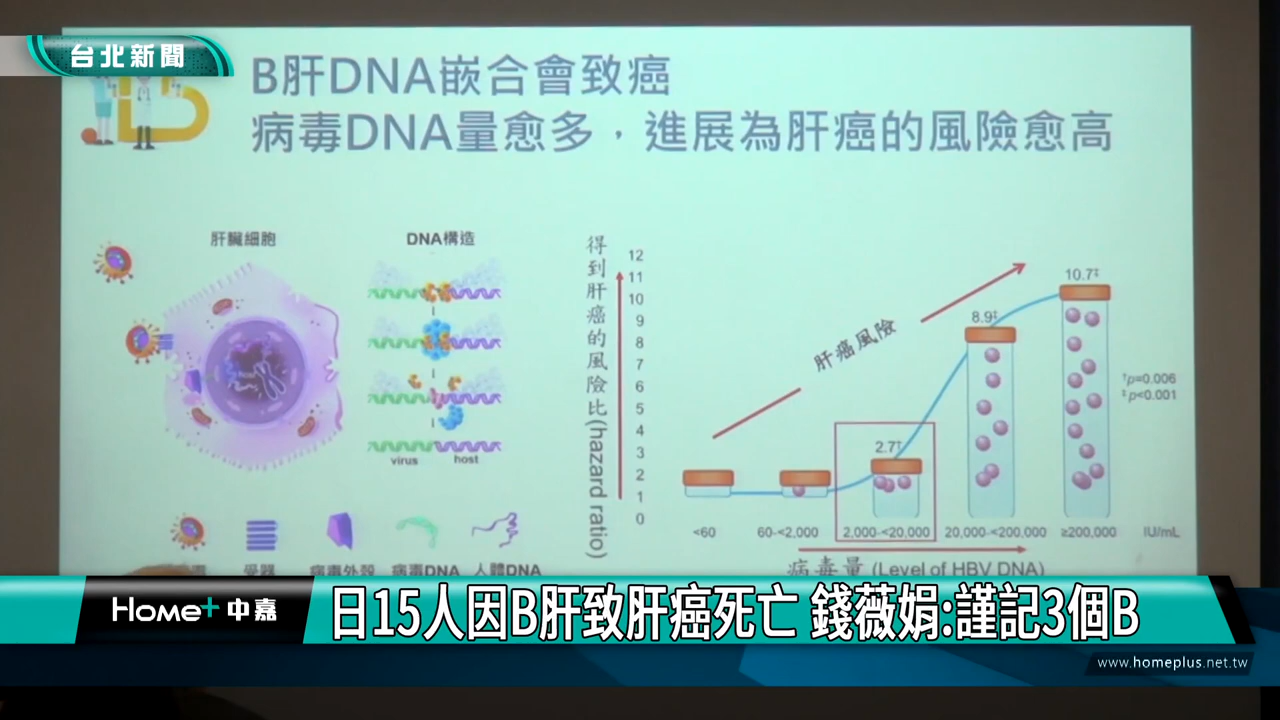 台北新聞
B肝DNA嵌合會致癌
病毒DNA量愈多，進展為肝癌的風險愈高
肝臟細胞
DNA構造
virus
host
受器
病毒外殼
病毒DNA
人體DNA
得到肝癌的風險比(hazard ratio)
12
11
10
9
8
7
6
5
4
3
2
1
0
肝癌風險
2.7†
8.9‡
10.7‡
†p=0.006
‡p<0.001
<60
60-<2,000
2,000-<20,000
20,000-<200,000
≥200,000
IU/mL
病毒量 (Level of HBV DNA)
Home+中嘉
日15人因B肝致肝癌死亡 錢薇娟:謹記3個B
www.homeplus.net.tw